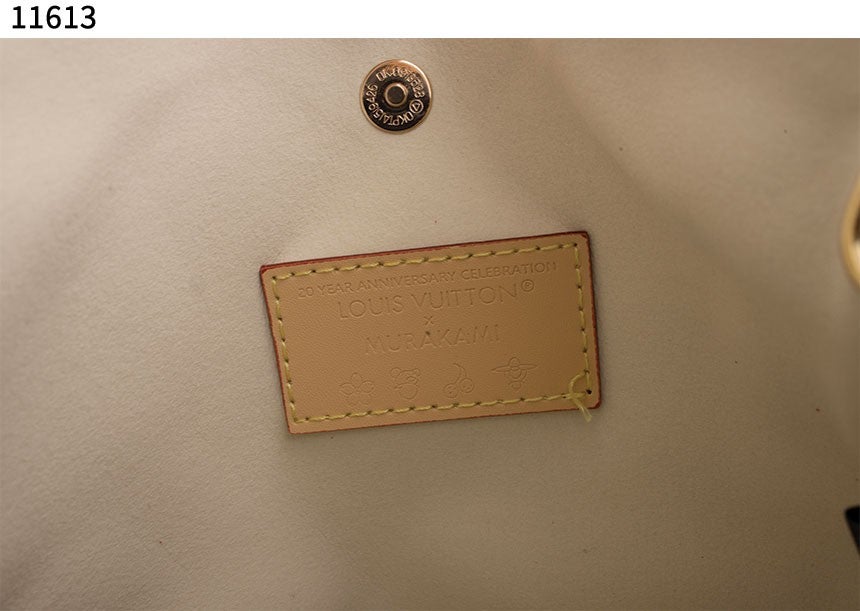 11613
20 YEAR ANNIVERSARY CELEBRATION
LOUIS VUITTON®
×
MURAKAMI